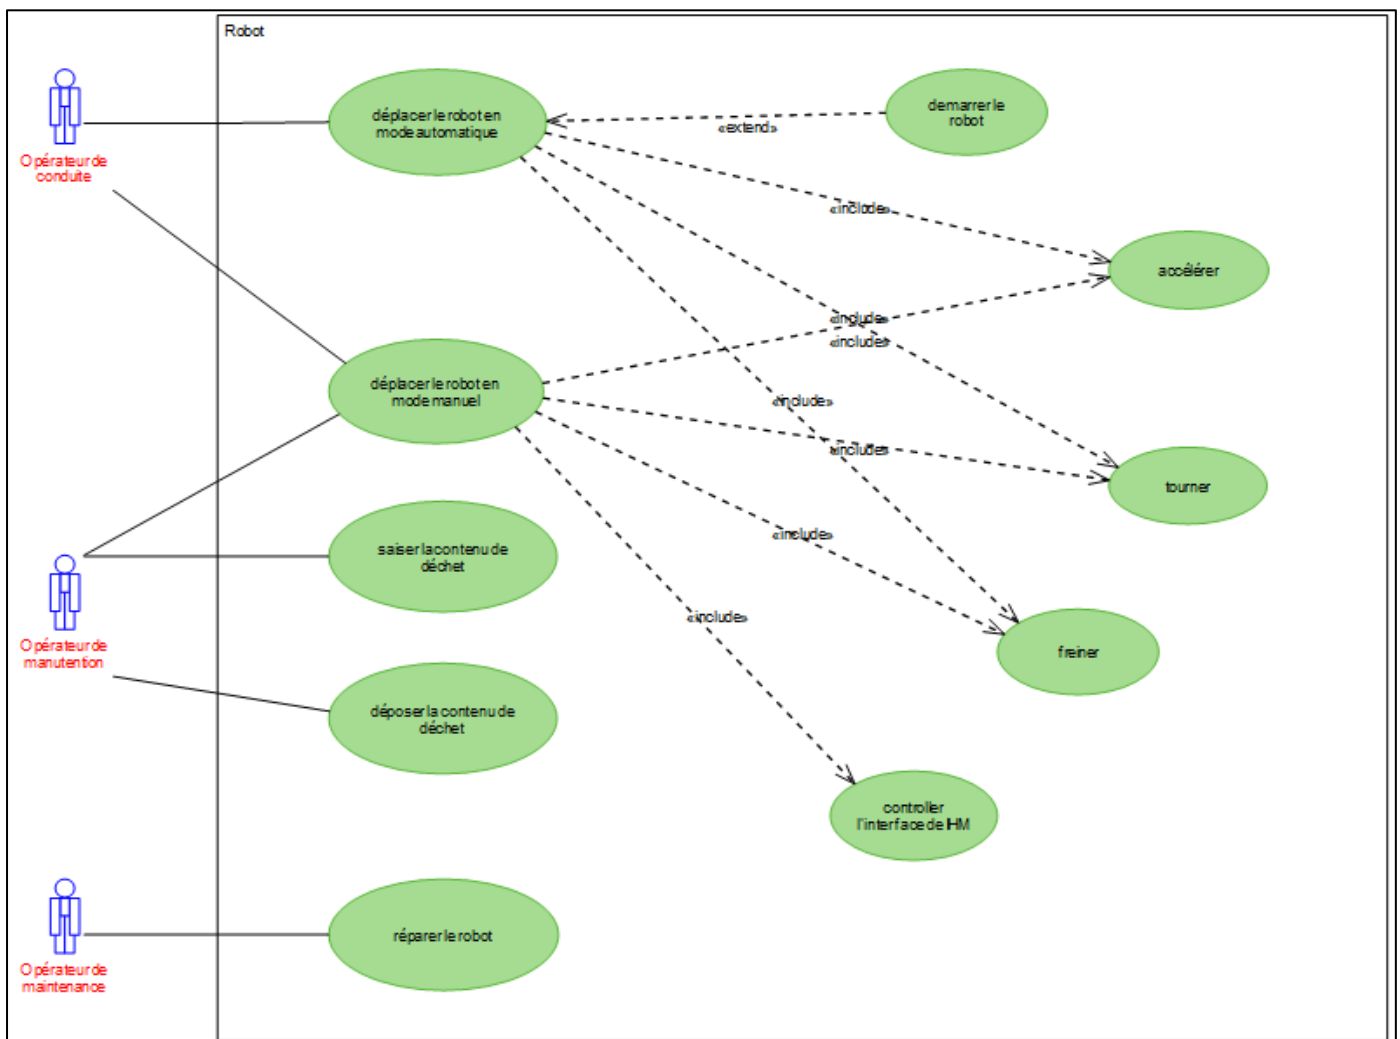 Robot
déplacer le robot en
mode automatique
demarrer le
robot
«extend»
Opérateur de
conduite
«include»
accélérer
«include»
«include»
déplacer le robot en
mode manuel
«include»
«include»
tourner
saiser la contenu de
déchet
«include»
Opérateur de
manutention
«include»
freiner
déposer la contenu de
déchet
controller
l'interface de IHM
réparer le robot
Opérateur de
maintenance